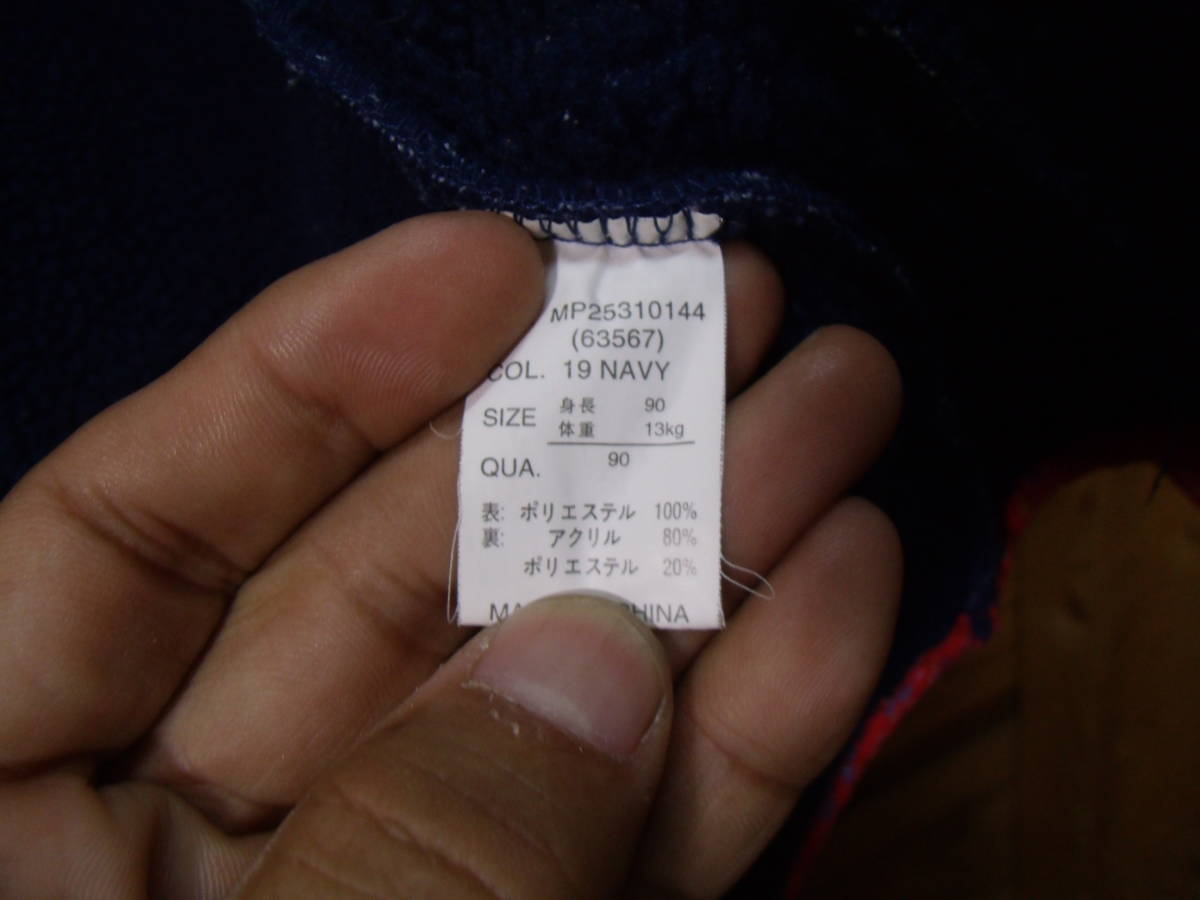 MP25310144
(63567)
COL. 19 NAVY
SIZE 身長 90
体重 13kg
QUA. 90
表: ポリエステル 100%
裏: アクリル 80%
ポリエステル 20%